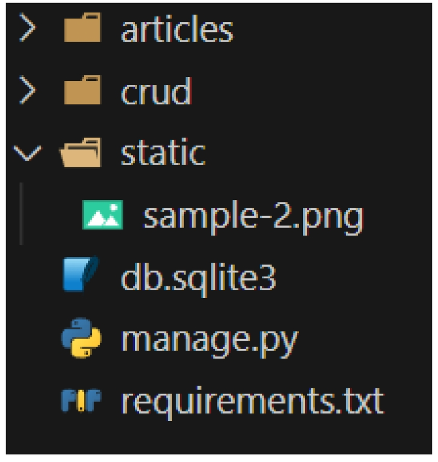 articles
crud
static
sample-2.png
db.sqlite3
manage.py
requirements.txt